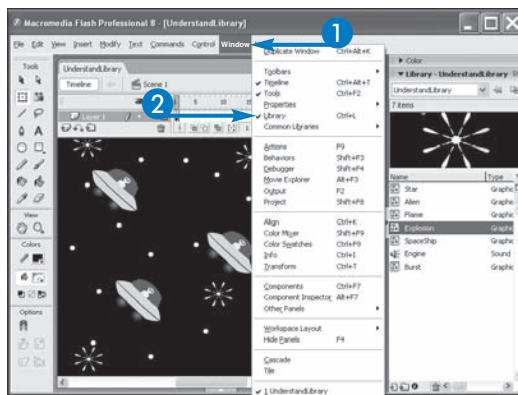 Macromedia Flash Professional 8 - [UnderstandLibrary]
File Edit View Insert Modify Text Commands Control Window
1
2
Tools
View
Colors
Options
UnderstandLibrary
Timeline
Scene 1
Layer 1
5
10
Duplicate Window Ctrl+Alt+K
Toolbars
Timeline Ctrl+Alt+T
Tools Ctrl+F2
Properties
Library Ctrl+L
Common Libraries
Actions F9
Behaviors Shift+F3
Debugger Shift+F4
Movie Explorer Alt+F3
Output F2
Project Shift+F8
Align Ctrl+K
Color Mixer Shift+F9
Color Swatches Ctrl+F9
Info Ctrl+I
Transform Ctrl+T
Components Ctrl+F7
Component Inspector Alt+F7
Other Panels
Workspace Layout
Hide Panels F4
Cascade
Tile
1 UnderstandLibrary
Color
Library - UnderstandLibrary
UnderstandLibrary
7 items
Name Type
Star Graphic
Alien Graphic
Flame Graphic
Explosion Graphic
SpaceShip Graphic
Engine Sound
Burst Graphic